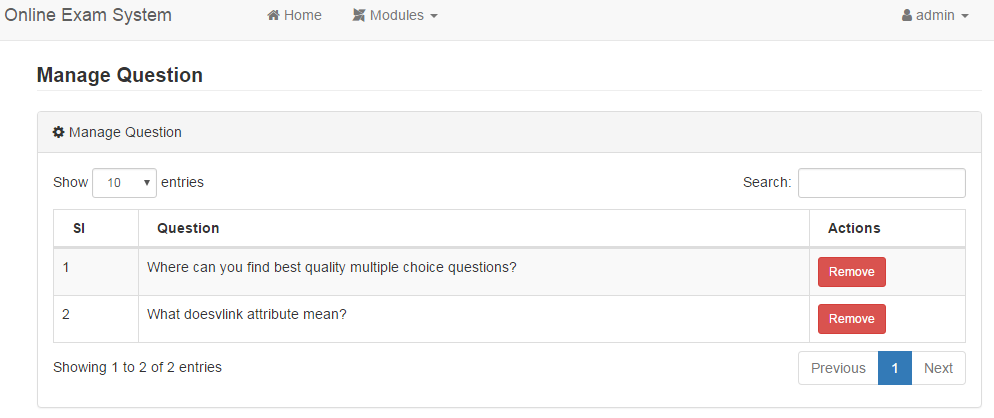 Online Exam System Home Modules admin
Manage Question
Manage Question
Show 10 entries Search:
Sl Question Actions
1 Where can you find best quality multiple choice questions? Remove
2 What doesvlink attribute mean? Remove
Showing 1 to 2 of 2 entries Previous 1 Next